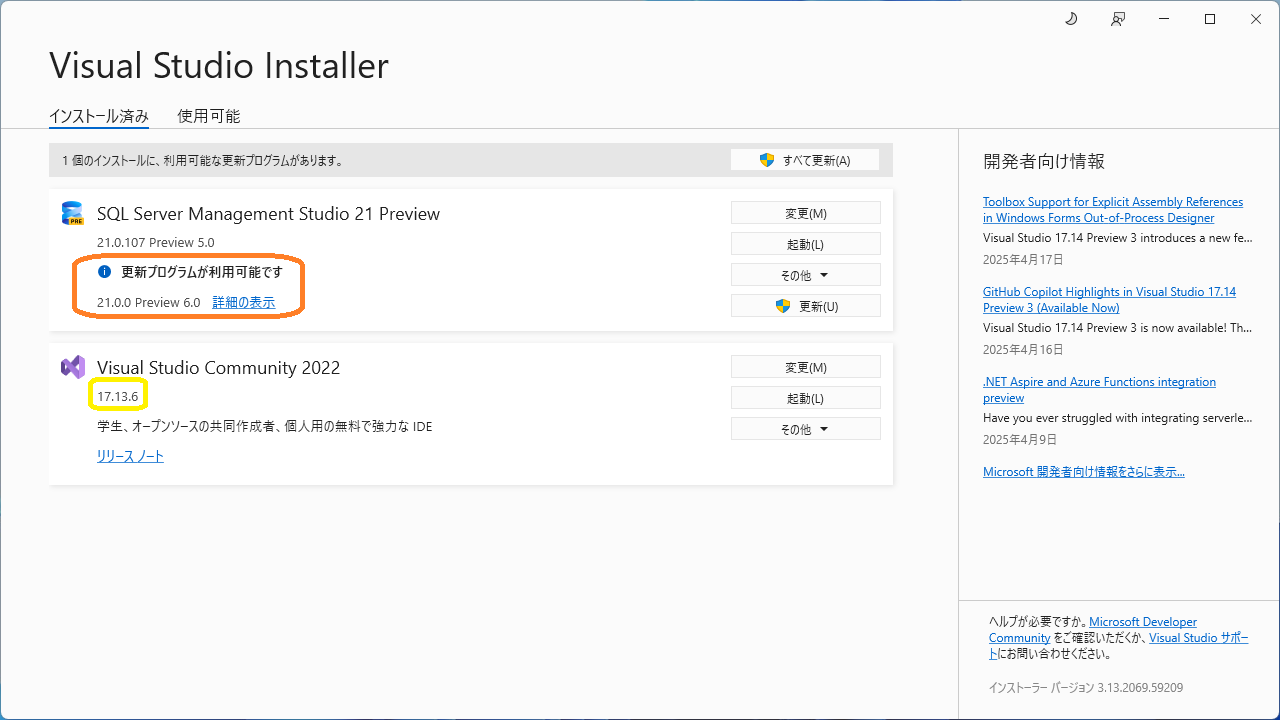 Visual Studio Installer
インストール済み
使用可能
1 個のインストールに、利用可能な更新プログラムがあります。
すべて更新(A)
SQL Server Management Studio 21 Preview
変更(M)
PRE
21.0.107 Preview 5.0
起動(L)
更新プログラムが利用可能です
その他
21.0.0 Preview 6.0 詳細の表示
更新(U)
Visual Studio Community 2022
変更(M)
17.13.6
起動(L)
学生、オープンソースの共同作成者、個人用の無料で強力な IDE
その他
リリース ノート
開発者向け情報
Toolbox Support for Explicit Assembly References
in Windows Forms Out-of-Process Designer
Visual Studio 17.14 Preview 3 introduces a new fe...
2025年4月17日
GitHub Copilot Highlights in Visual Studio 17.14
Preview 3 (Available Now)
Visual Studio 17.14 Preview 3 is now available! Th...
2025年4月16日
.NET Aspire and Azure Functions integration
preview
Have you ever struggled with integrating serverle...
2025年4月9日
Microsoft 開発者向け情報をさらに表示...
ヘルプが必要ですか。Microsoft Developer
Community をご確認いただくか、Visual Studio サポー
トにお問い合わせください。
インストーラー バージョン 3.13.2069.59209